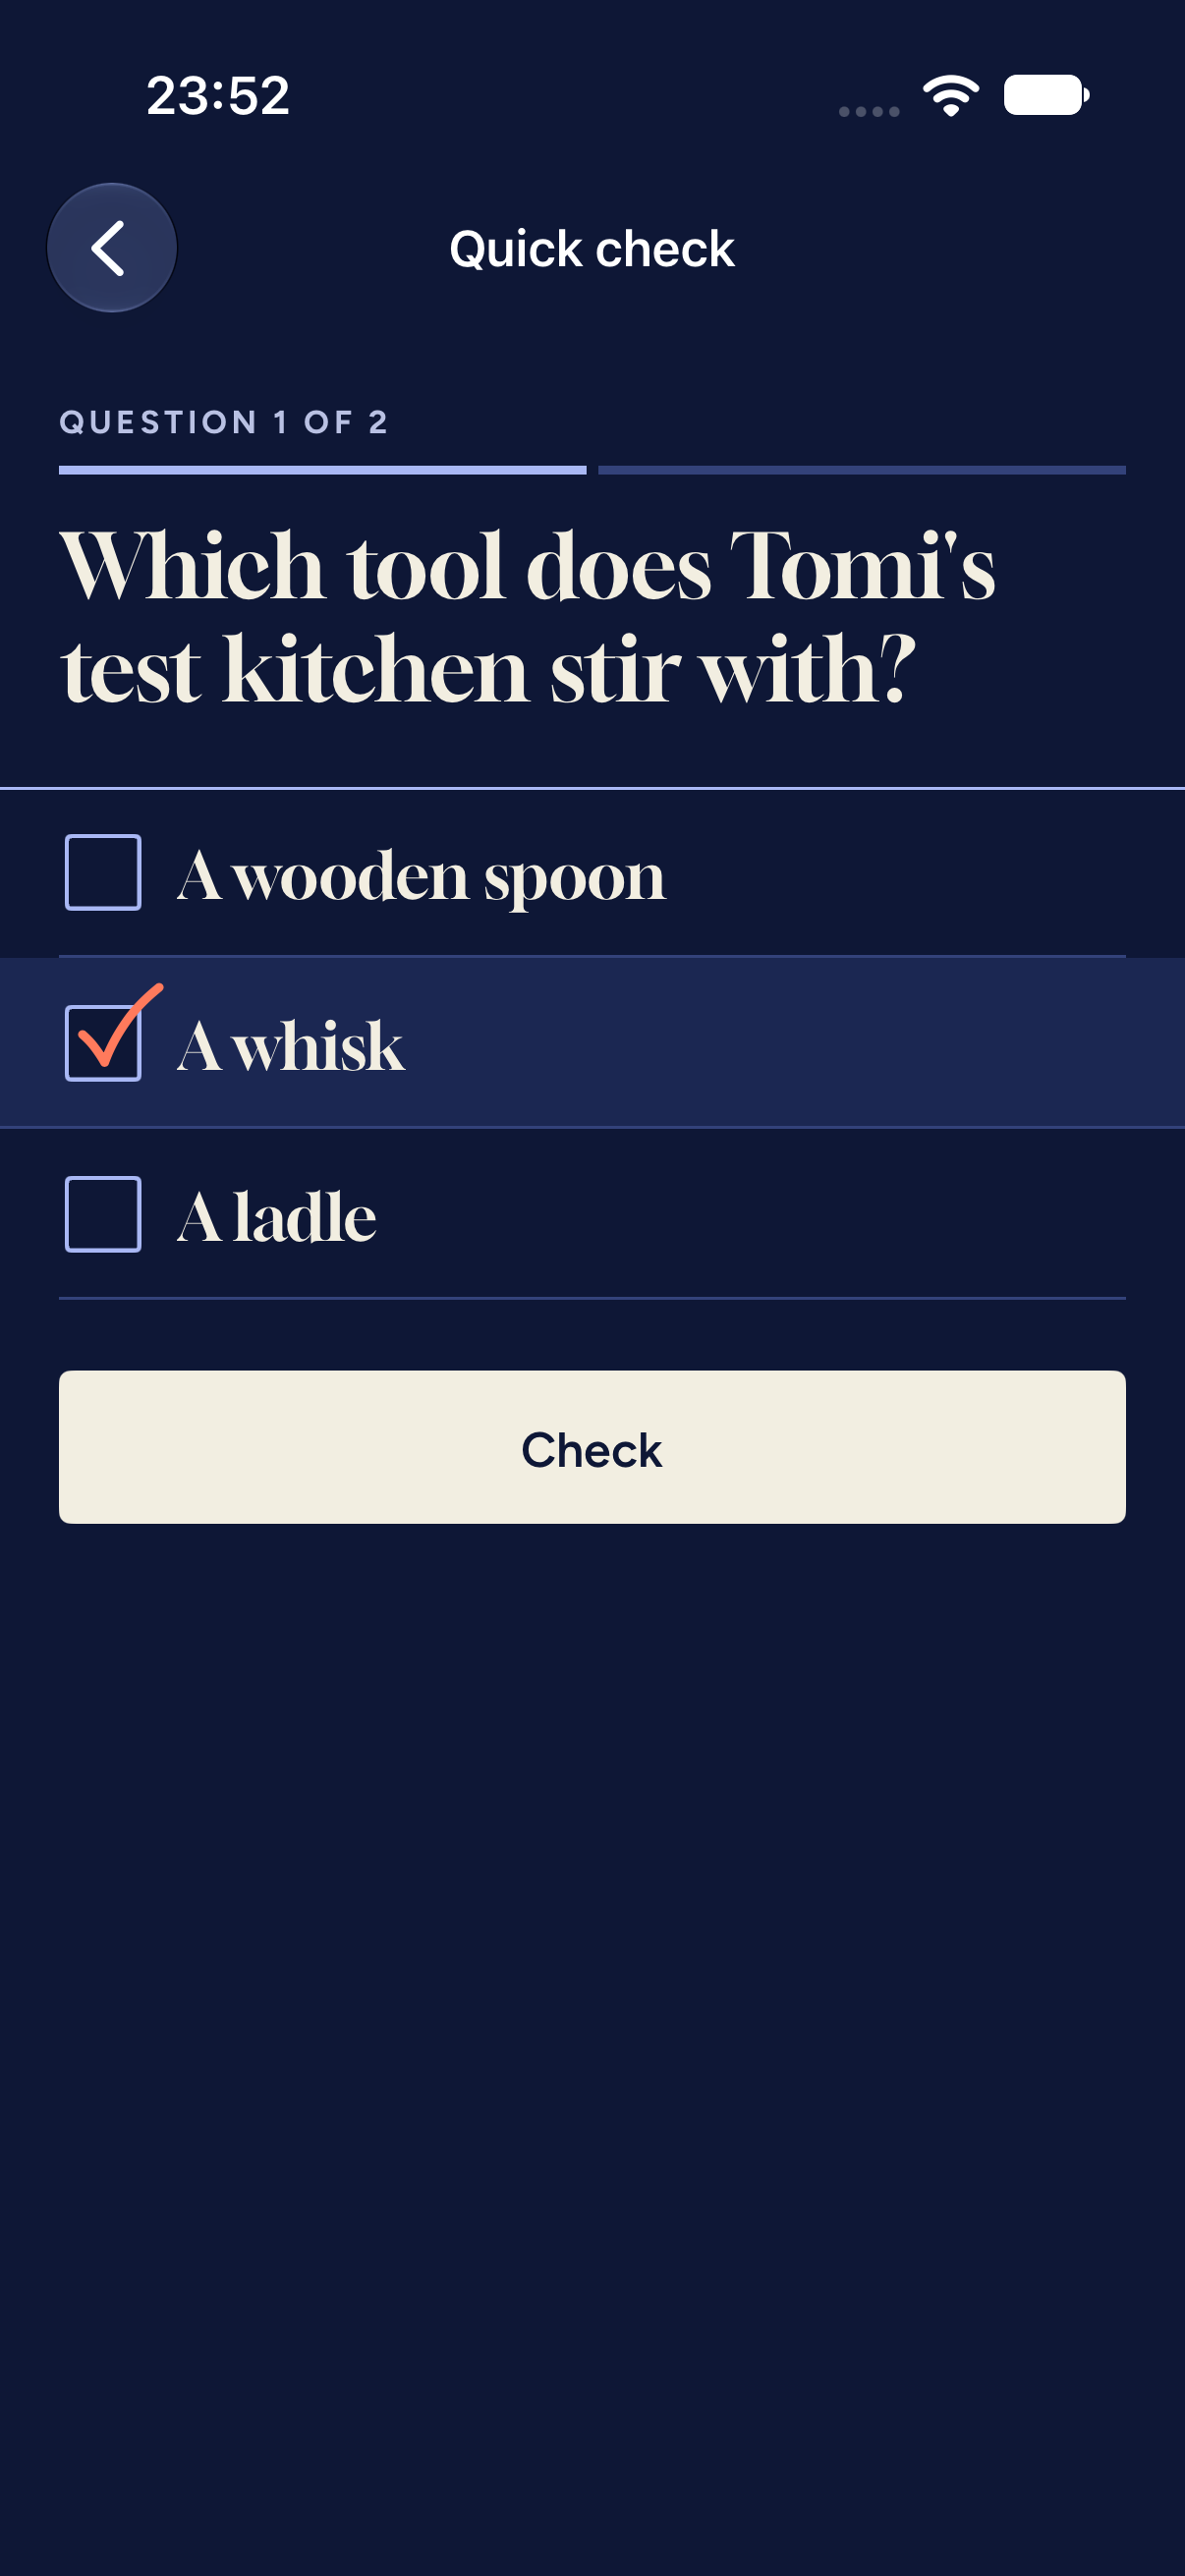 23:52
Quick check
QUESTION 1 OF 2
Which tool does Tomi's
test kitchen stir with?
A wooden spoon
A whisk
A ladle
Check